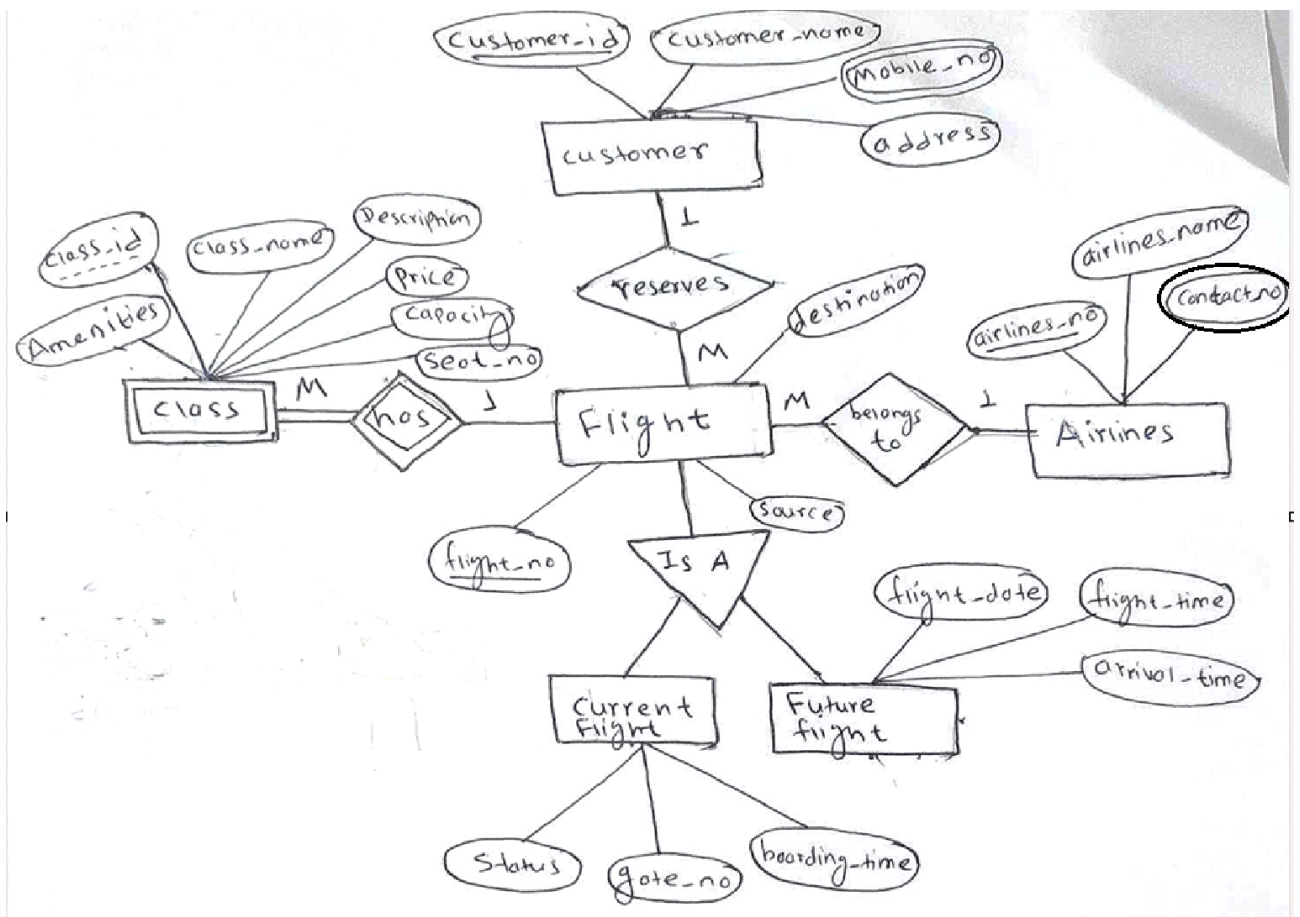 customer_id
customer_name
Mobile_no
address
customer
1
reserves
M
class_id
class_name
Description
Price
Capacity
seat_no
Amenities
class
M
has
1
Flight
destination
M
belongs
to
1
Airlines
airlines_no
airlines_name
Contact_no
flight_no
source
Is A
Current
Flight
Future
flight
flight_date
flight_time
arrival_time
Status
gate_no
boarding_time